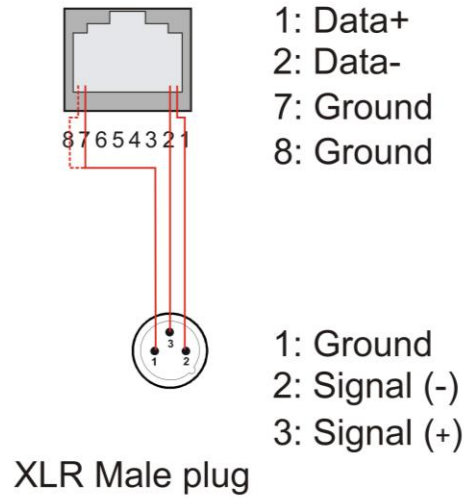 1: Data+
2: Data-
7: Ground
8: Ground
87654321
3
1 2
1: Ground
2: Signal (-)
3: Signal (+)
XLR Male plug